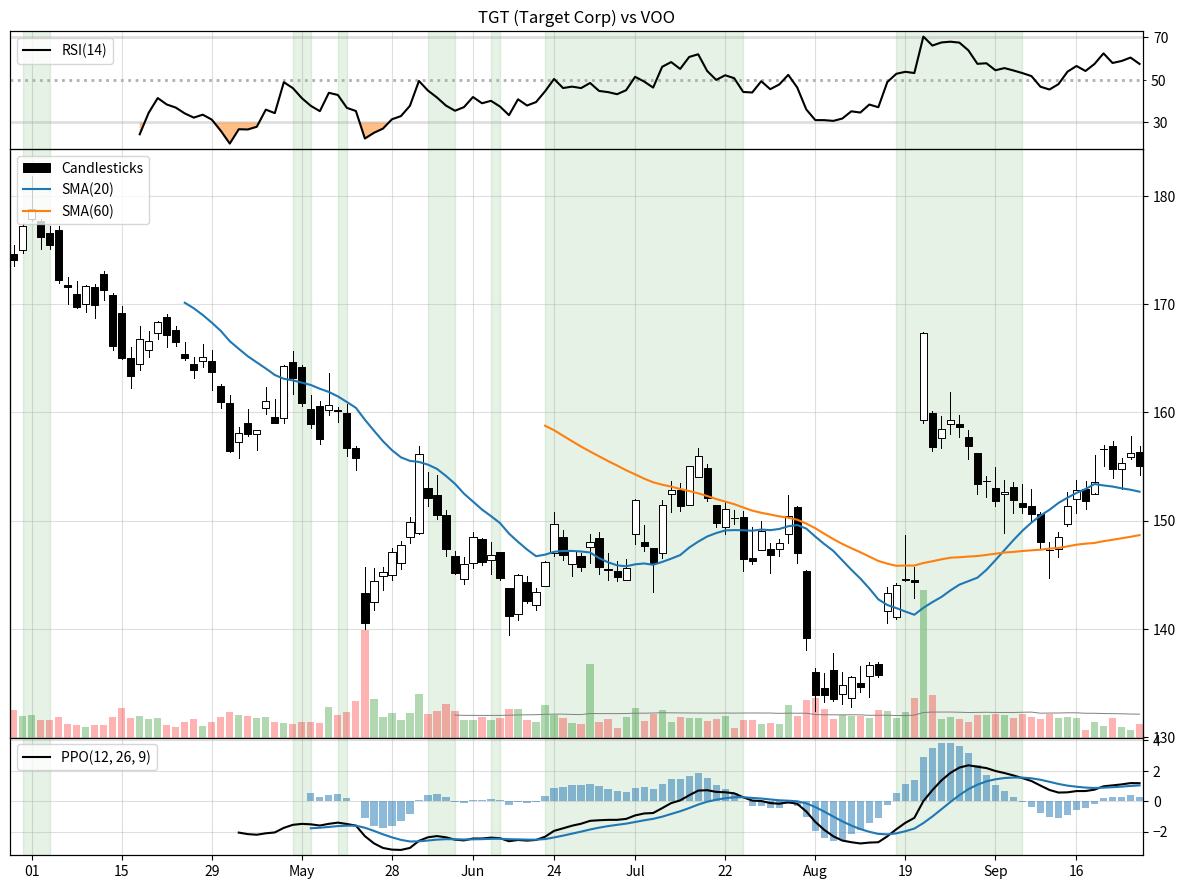 TGT (Target Corp) vs VOO
RSI(14)
70
50
30
Candlesticks
SMA(20)
SMA(60)
180
170
160
150
140
130
PPO(12, 26, 9)
4
2
0
−2
01 15 29 May 28 Jun 24 Jul 22 Aug 19 Sep 16